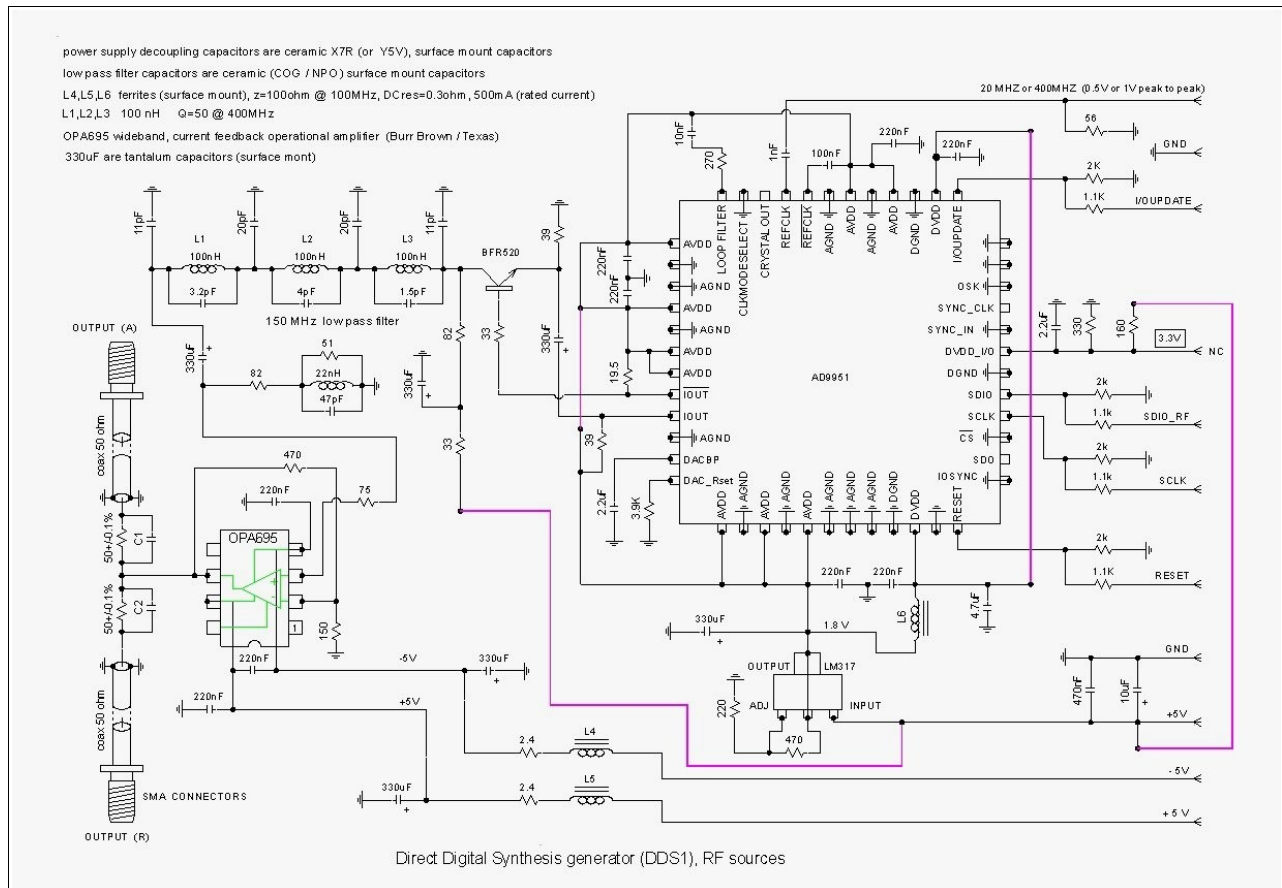 power supply decoupling capacitors are ceramic X7R (or Y5V), surface mount capacitors
low pass filter capacitors are ceramic (COG / NPO) surface mount capacitors
L4,L5,L6 ferrites (surface mount), z=100ohm @ 100MHz, DCres=0.3ohm, 500mA (rated current)
L1,L2,L3 100 nH Q=50 @ 400MHz
OPA695 wideband, current feedback operational amplifier (Burr Brown / Texas)
330uF are tantalum capacitors (surface mont)
20 MHZ or 400MHZ (0.5V or 1V peak to peak)
56
GND
2K
1.1K
I/OUPDATE
10nF
270
1nF
100nF
220nF
220nF
LOOP FILTER
CLKMODESELECT
CRYSTAL OUT
REFCLK
REFCLK
AGND
AVDD
AGND
AVDD
DGND
DVDD
I/OUPDATE
11pF
20pF
20pF
11pF
L1
100nH
3.2pF
L2
100nH
4pF
L3
100nH
1.5pF
150 MHz low pass filter
BFR520
39
33
82
330uF
330uF
33
220nF
220nF
19.5
39
AVDD
AGND
AVDD
AGND
AVDD
AVDD
IOUT
IOUT
AGND
DACBP
DAC_Rset
AD9951
OSK
SYNC_CLK
SYNC_IN
DVDD_I/O
DGND
SDIO
SCLK
CS
SDO
IOSYNC
2.2uF
330
160
3.3V
NC
2k
1.1k
SDIO_RF
2k
1.1k
SCLK
2k
1.1K
RESET
OUTPUT (A)
330uF
82
51
22nH
47pF
coax 50 ohm
470
75
220nF
50+/-0.1%
C1
50+/-0.1%
C2
OPA695
+
-
1
150
2.2uF
3.9K
AVDD
AGND
AVDD
AGND
AVDD
AGND
AGND
DGND
DVDD
RESET
220nF
220nF
4.7uF
L6
330uF
+
1.8 V
OUTPUT
LM317
ADJ
INPUT
220
470
220nF
-5V
330uF
+
220nF
+5V
GND
470nF
10uF
+
+5V
coax 50 ohm
2.4
L4
-5V
330uF
+
2.4
L5
+5 V
SMA CONNECTORS
OUTPUT (R)
Direct Digital Synthesis generator (DDS1), RF sources